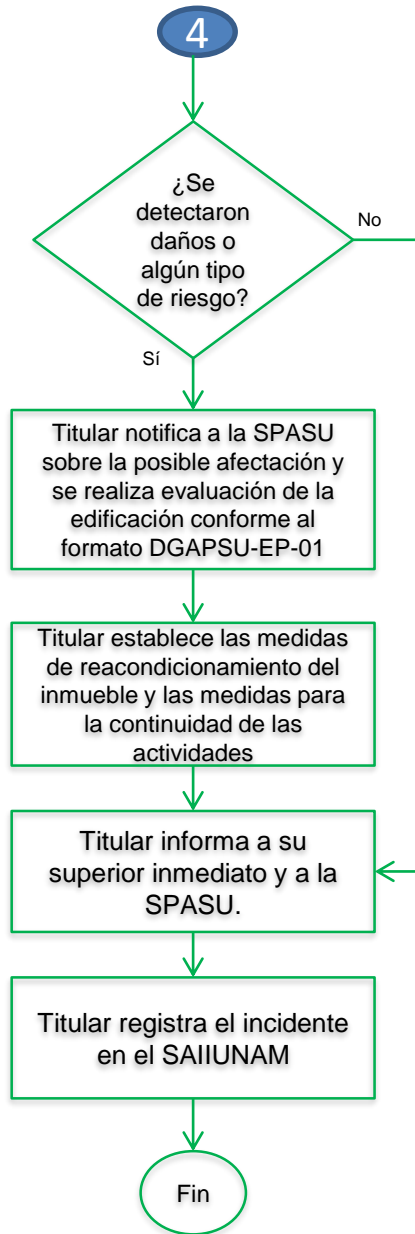 4
¿Se
detectaron
daños o
algún tipo
de riesgo?
No
Sí
Titular notifica a la SPASU
sobre la posible afectación y
se realiza evaluación de la
edificación conforme al
formato DGAPSU-EP-01
Titular establece las medidas
de reacondicionamiento del
inmueble y las medidas para
la continuidad de las
actividades
Titular informa a su
superior inmediato y a la
SPASU.
Titular registra el incidente
en el SAIIUNAM
Fin